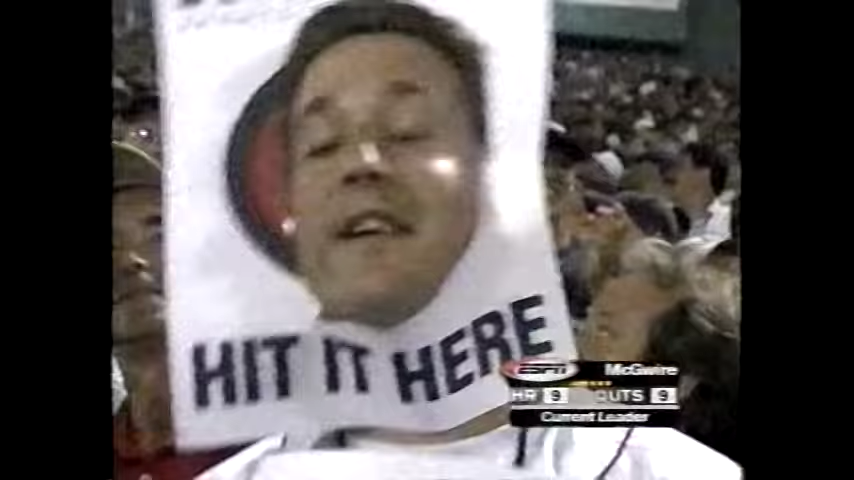 HIT IT HERE
ESPN McGwire
HR 9 OUTS 9
Current Leader